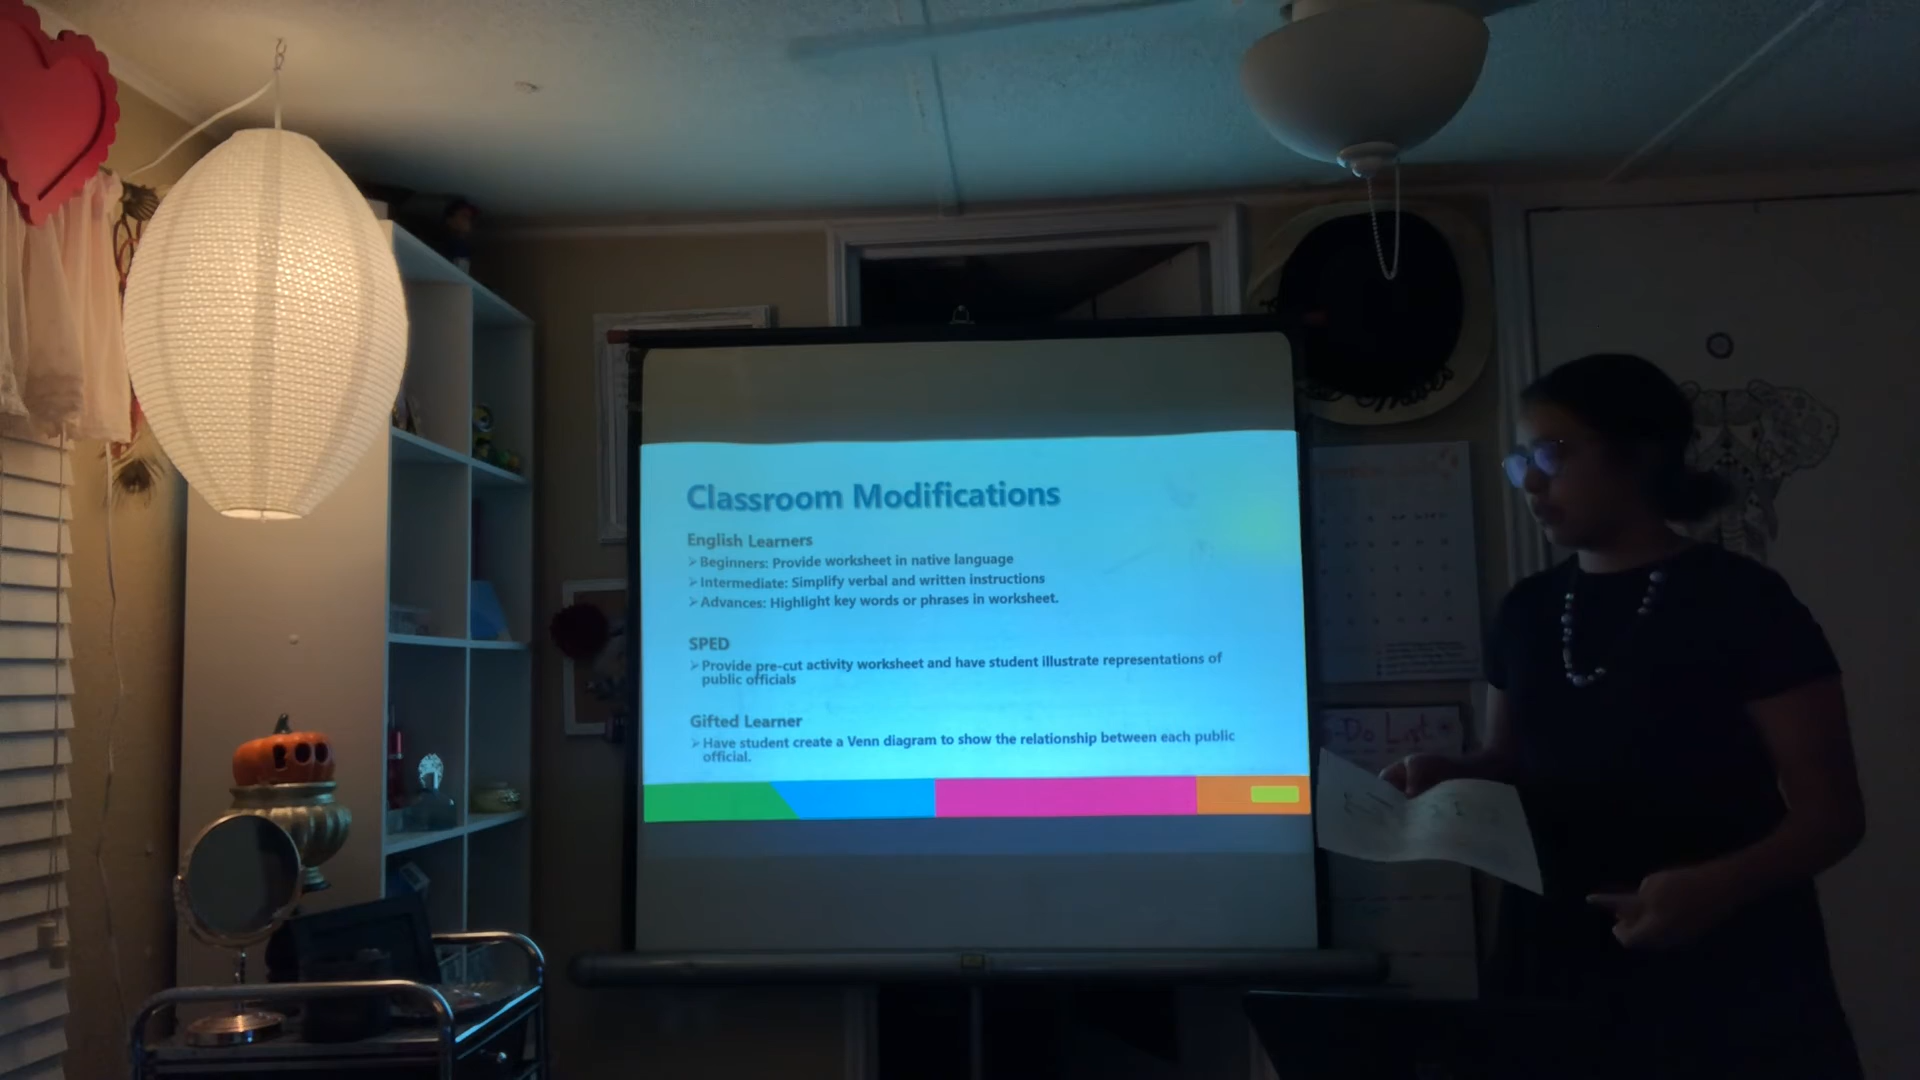 Classroom Modifications
English Learners
➢ Beginners: Provide worksheet in native language
➢ Intermediate: Simplify verbal and written instructions
➢ Advances: Highlight key words or phrases in worksheet.
SPED
➢ Provide pre-cut activity worksheet and have student illustrate representations of
public officials
Gifted Learner
➢ Have student create a Venn diagram to show the relationship between each public
official.
BOO
-Do List